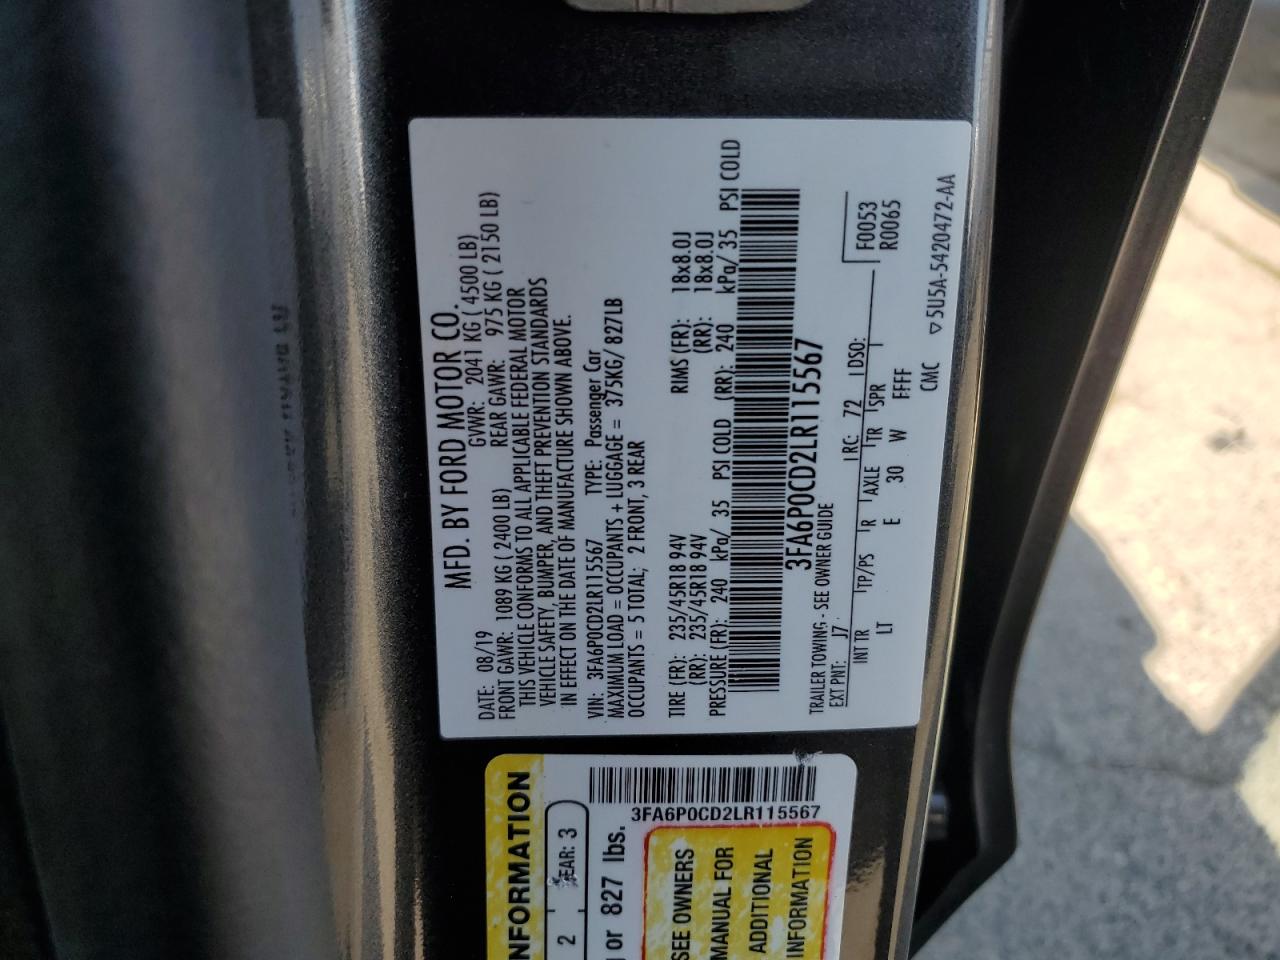 MFD. BY FORD MOTOR CO.
DATE: 08/19 GVWR: 2041 KG ( 4500 LB)
FRONT GAWR: 1089 KG ( 2400 LB) REAR GAWR: 975 KG ( 2150 LB)
THIS VEHICLE CONFORMS TO ALL APPLICABLE FEDERAL MOTOR
VEHICLE SAFETY, BUMPER, AND THEFT PREVENTION STANDARDS
IN EFFECT ON THE DATE OF MANUFACTURE SHOWN ABOVE.
VIN: 3FA6P0CD2LR115567 TYPE: Passenger Car
MAXIMUM LOAD = OCCUPANTS + LUGGAGE = 375KG/ 827LB
OCCUPANTS = 5 TOTAL; 2 FRONT, 3 REAR
TIRE (FR): 235/45R18 94V RIMS (FR): 18x8.0J
(RR): 235/45R18 94V (RR): 18x8.0J
PRESSURE (FR): 240 kPa/ 35 PSI COLD (RR): 240 kPa/ 35 PSI COLD
3FA6P0CD2LR115567
TRAILER TOWING - SEE OWNER GUIDE
EXT PNT: J7 RC: 72 DSO: F0053
R0065
INT TR TP/PS R AXLE TR SPR
LT E 30 W FFFF
CMC ▽5U5A-5420472-AA
NFORMATION
2 EAR: 3
or 827 lbs.
3FA6P0CD2LR115567
SEE OWNERS
MANUAL FOR
ADDITIONAL
INFORMATION